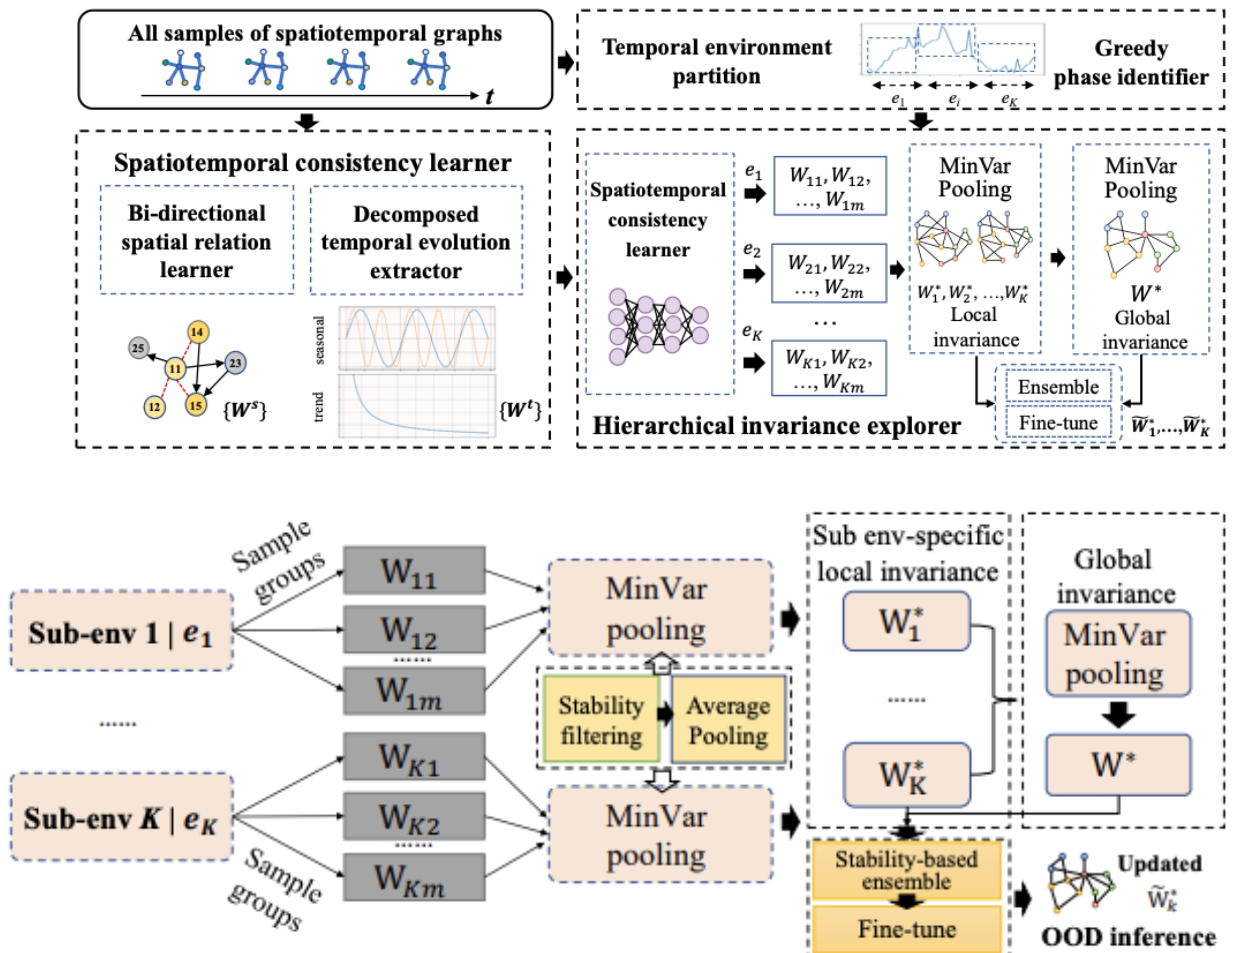 All samples of spatiotemporal graphs
t
Temporal environment
partition
e1 ei eK
Greedy
phase identifier
Spatiotemporal consistency learner
Bi-directional
spatial relation
learner
Decomposed
temporal evolution
extractor
14
25
11
23
12
15
{W^s}
seasonal
trend
{W^t}
Spatiotemporal
consistency
learner
e1
W11, W12,
..., W1m
e2
W21, W22,
..., W2m
...
eK
WK1, WK2,
..., WKm
MinVar
Pooling
W1*, W2*, ...,WK*
Local
invariance
MinVar
Pooling
W*
Global
invariance
Ensemble
Fine-tune
W̃1*,...,W̃K*
Hierarchical invariance explorer
Sub-env 1 | e1
......
Sub-env K | eK
Sample
groups
W11
W12
......
W1m
WK1
WK2
......
WKm
Sample
groups
MinVar
pooling
Stability
filtering
Average
Pooling
MinVar
pooling
Sub env-specific
local invariance
W1*
......
WK*
Global
invariance
MinVar
pooling
W*
Stability-based
ensemble
Fine-tune
Updated
W̃k*
OOD inference